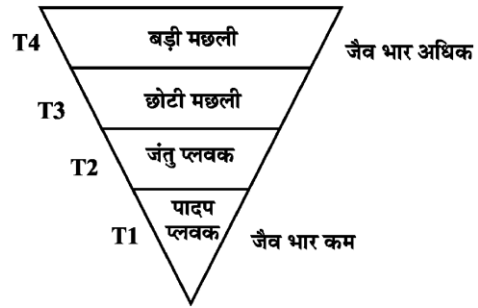 T4 बड़ी मछली जैव भार अधिक
T3 छोटी मछली
T2 जंतु प्लवक
T1 पादप
प्लवक जैव भार कम